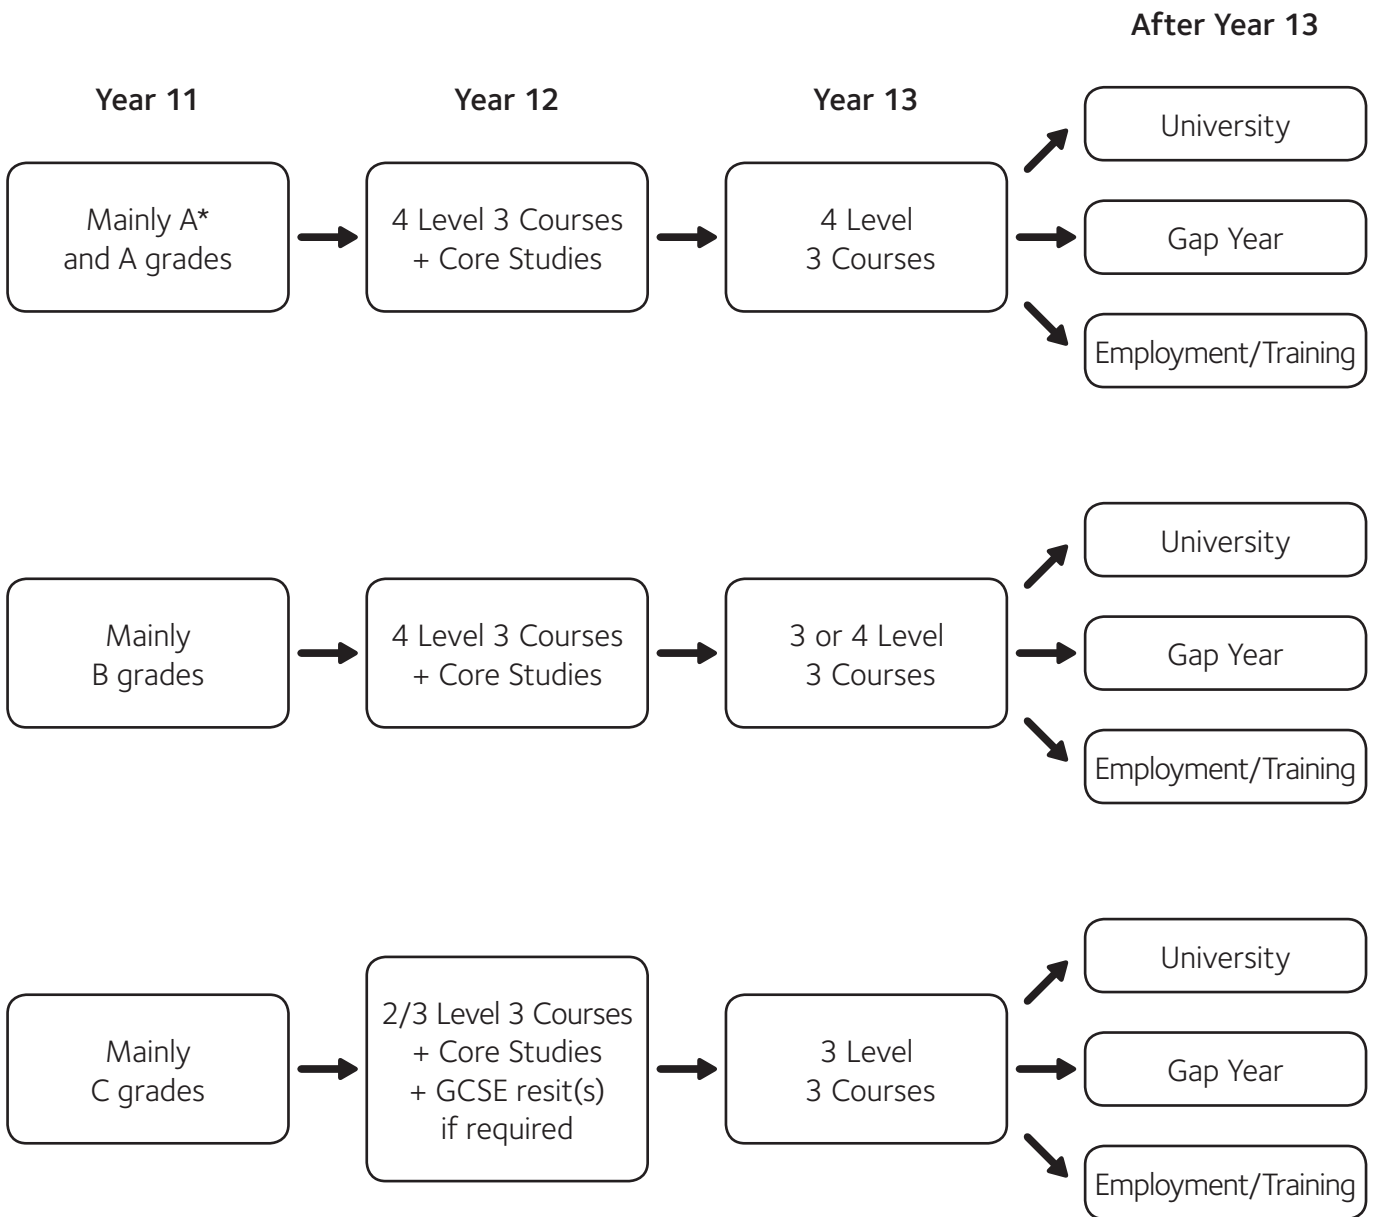 After Year 13
Year 11
Year 12
Year 13
Mainly A*
and A grades
4 Level 3 Courses
+ Core Studies
4 Level
3 Courses
University
Gap Year
Employment/Training
Mainly
B grades
4 Level 3 Courses
+ Core Studies
3 or 4 Level
3 Courses
University
Gap Year
Employment/Training
Mainly
C grades
2/3 Level 3 Courses
+ Core Studies
+ GCSE resit(s)
if required
3 Level
3 Courses
University
Gap Year
Employment/Training